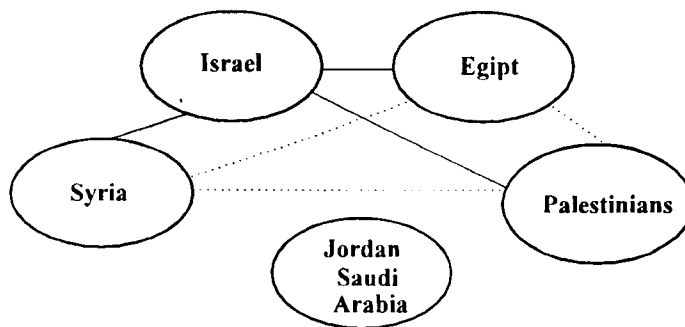 Israel
Egipt
Syria
Palestinians
Jordan
Saudi
Arabia